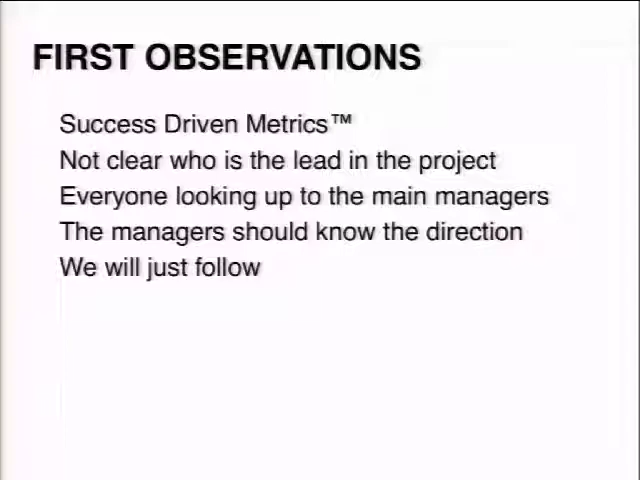 FIRST OBSERVATIONS
Success Driven Metrics™
Not clear who is the lead in the project
Everyone looking up to the main managers
The managers should know the direction
We will just follow